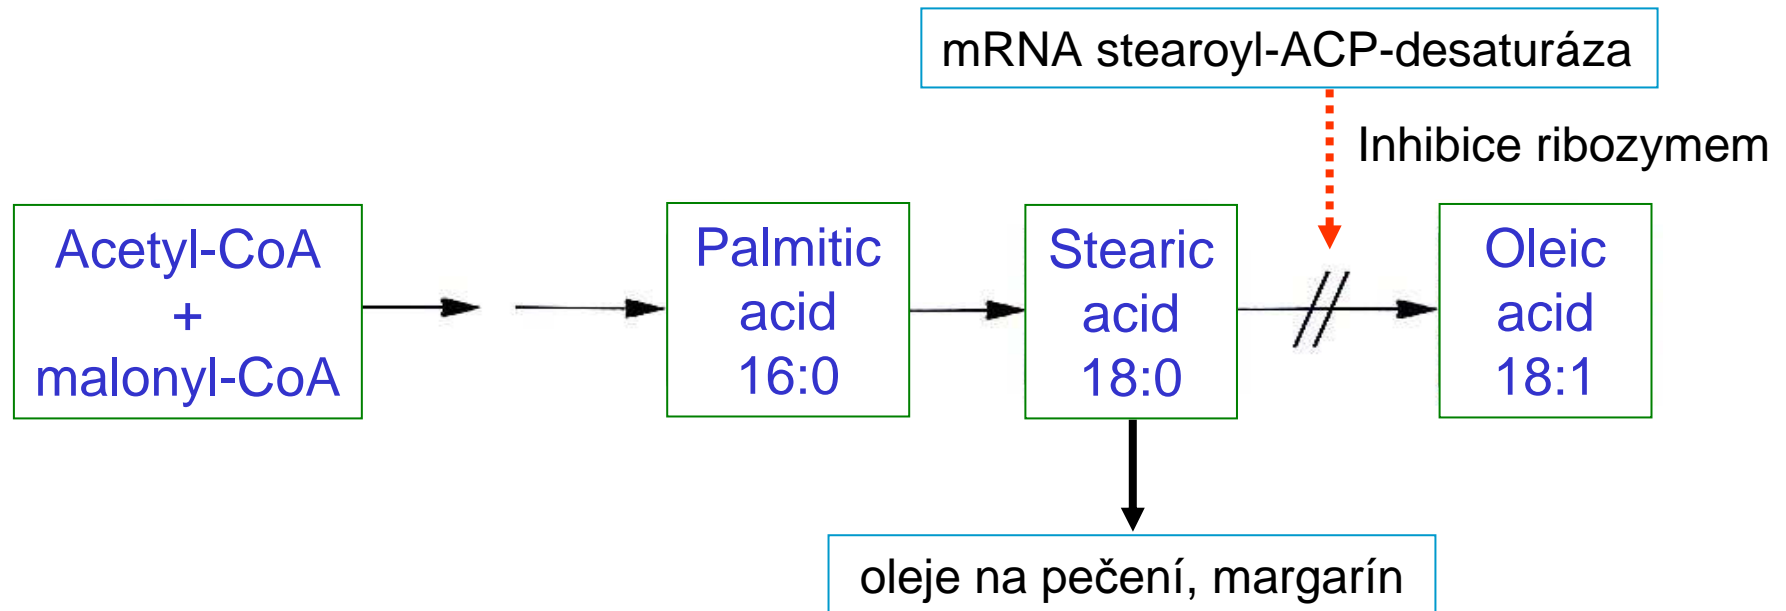 mRNA stearoyl-ACP-desaturáza
Inhibice ribozymem
Acetyl-CoA
+
malonyl-CoA
Palmitic
acid
16:0
Stearic
acid
18:0
Oleic
acid
18:1
oleje na pečení, margarín